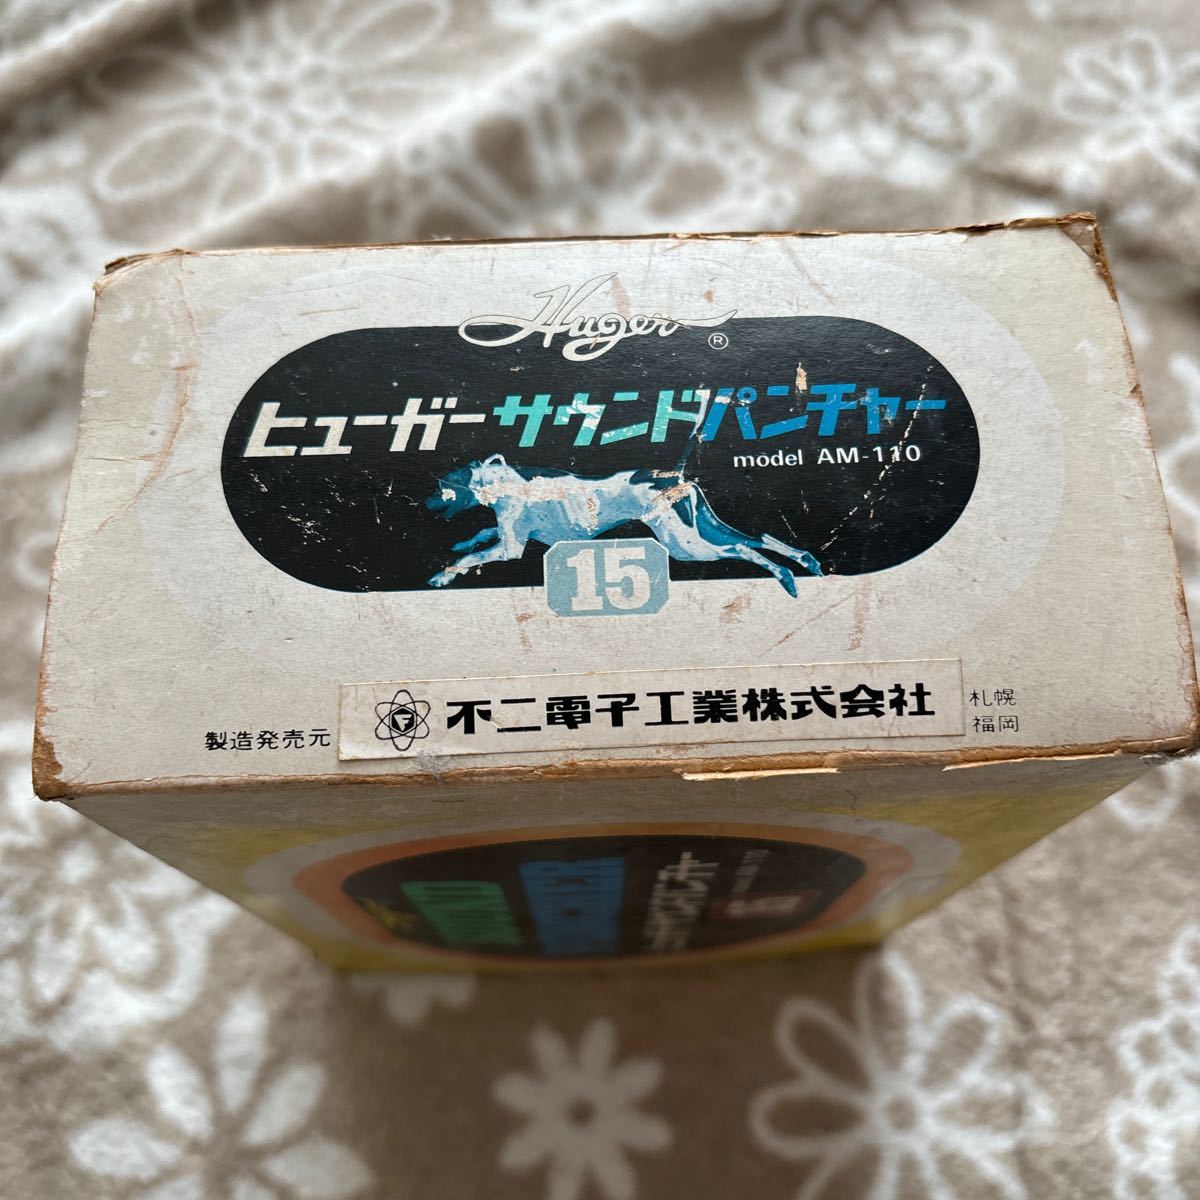 Huger ®
ヒューガーサウンドパンチャー
model AM-110
15
製造発売元 F 不二電子工業株式会社 札幌
福岡
SOUND
PUNCHER